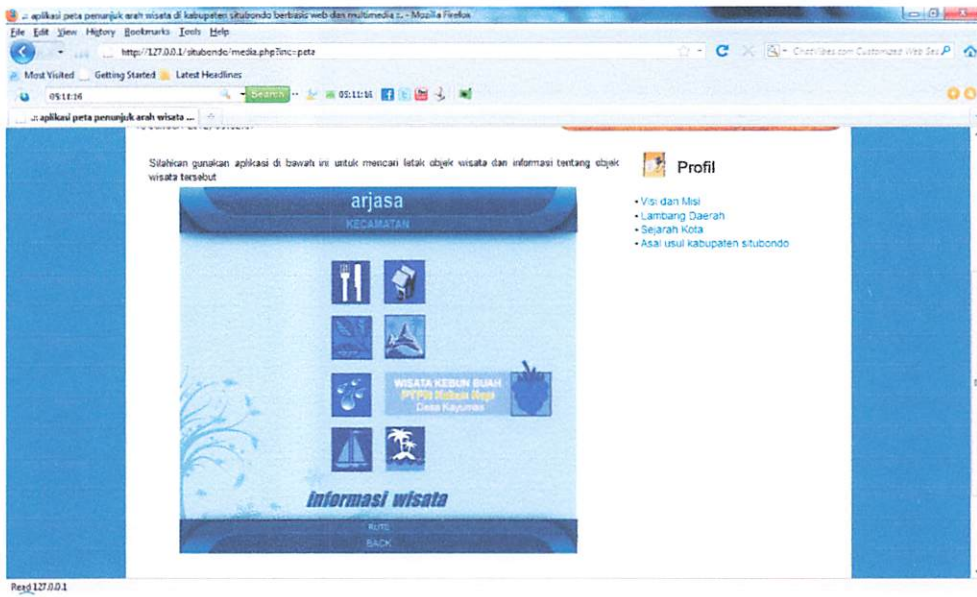 .: aplikasi peta penunjuk arah wisata di kabupaten situbondo berbasis web dan multimedia :. - Mozilla Firefox
File Edit View History Bookmarks Tools Help
http://127.0.0.1/situbondo/media.php?inc=peta
Most Visited Getting Started Latest Headlines
05:11:16 Search 05:11:16
.: aplikasi peta penunjuk arah wisata ...
Silahkan gunakan aplikasi di bawah ini untuk mencari letak objek wisata dan informasi tentang objek
wisata tersebut
Profil
• Visi dan Misi
• Lambang Daerah
• Sejarah Kota
• Asal usul kabupaten situbondo
arjasa
KECAMATAN
WISATA KEBUN BUAH
PTPN Kebun Kopi
Desa Kayumas
informasi wisata
RUTE
BACK
Read 127.0.0.1